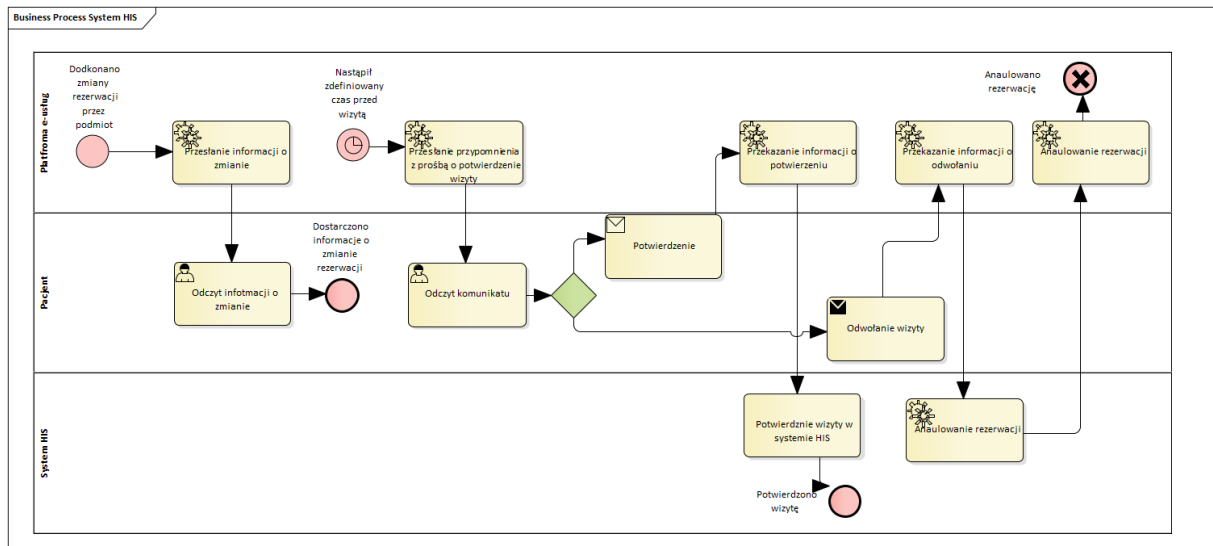 Business Process System HIS
Platfroma e-usług
Dodkonano
zmiany
rezerwacji
przez
podmiot
Przesłanie informacji o
zmianie
Nastąpił
zdefiniowany
czas przed
wizytą
Przesłanie przypomnienia
z prośbą o potwierdzenie
wizyty
Przekazanie informacji o
potwierzeniu
Przekazanie informacji o
odwołaniu
Anaulowano
rezerwację
Anaulowanie rezerwacji
Pacjent
Odczyt infotmacji o
zmianie
Dostarczono
informacje o
zmianie
rezerwacji
Odczyt komunikatu
Potwierdzenie
Odwołanie wizyty
System HIS
Potwierdznie wizyty w
systemie HIS
Potwierdzono
wizytę
Anaulowanie rezerwacji